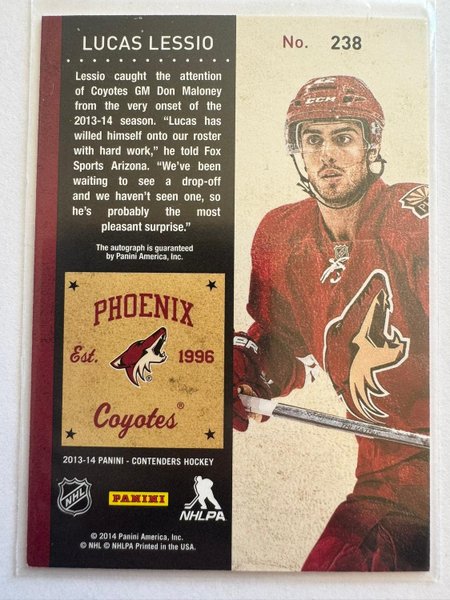 LUCAS LESSIO
No. 238
Lessio caught the attention
of Coyotes GM Don Maloney
from the very onset of the
2013-14 season. “Lucas has
willed himself onto our roster
with hard work,” he told Fox
Sports Arizona. “We’ve been
waiting to see a drop-off
and we haven’t seen one, so
he’s probably the most
pleasant surprise.”
The autograph is guaranteed
by Panini America, Inc.
PHOENIX
Est. 1996
Coyotes®
2013-14 PANINI - CONTENDERS HOCKEY
NHL PANINI NHLPA
© 2014 Panini America, Inc.
© NHL © NHLPA Printed in the USA.
CCM